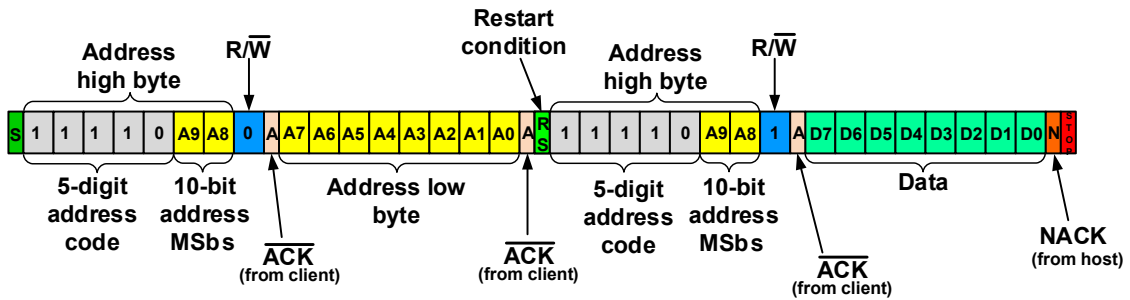 Restart
condition
Address
high byte
R/W̅
Address
high byte
R/W̅
S 1 1 1 1 0 A9 A8 0 A A7 A6 A5 A4 A3 A2 A1 A0 A RS 1 1 1 1 0 A9 A8 1 A D7 D6 D5 D4 D3 D2 D1 D0 N STOP
5-digit
address
code
10-bit
address
MSbs
Address low
byte
5-digit
address
code
10-bit
address
MSbs
Data
A̅C̅K̅
(from client)
A̅C̅K̅
(from client)
A̅C̅K̅
(from client)
NACK
(from host)